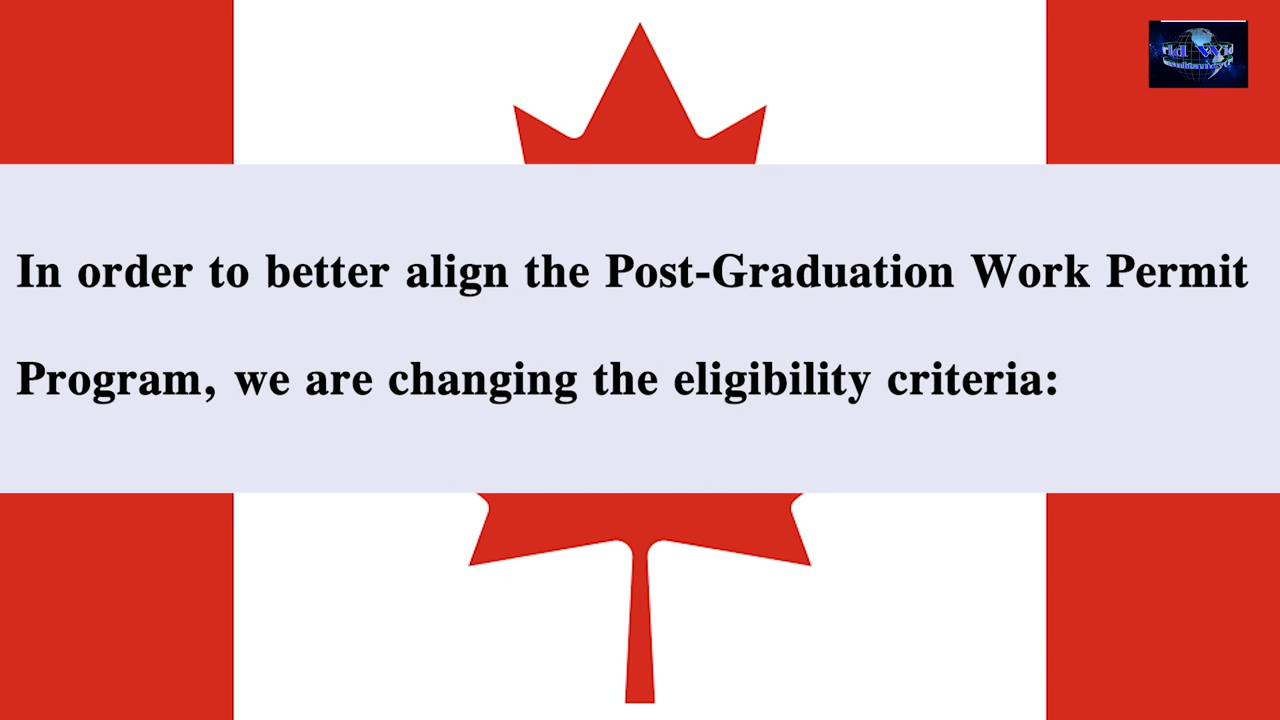 In order to better align the Post-Graduation Work Permit
Program, we are changing the eligibility criteria: